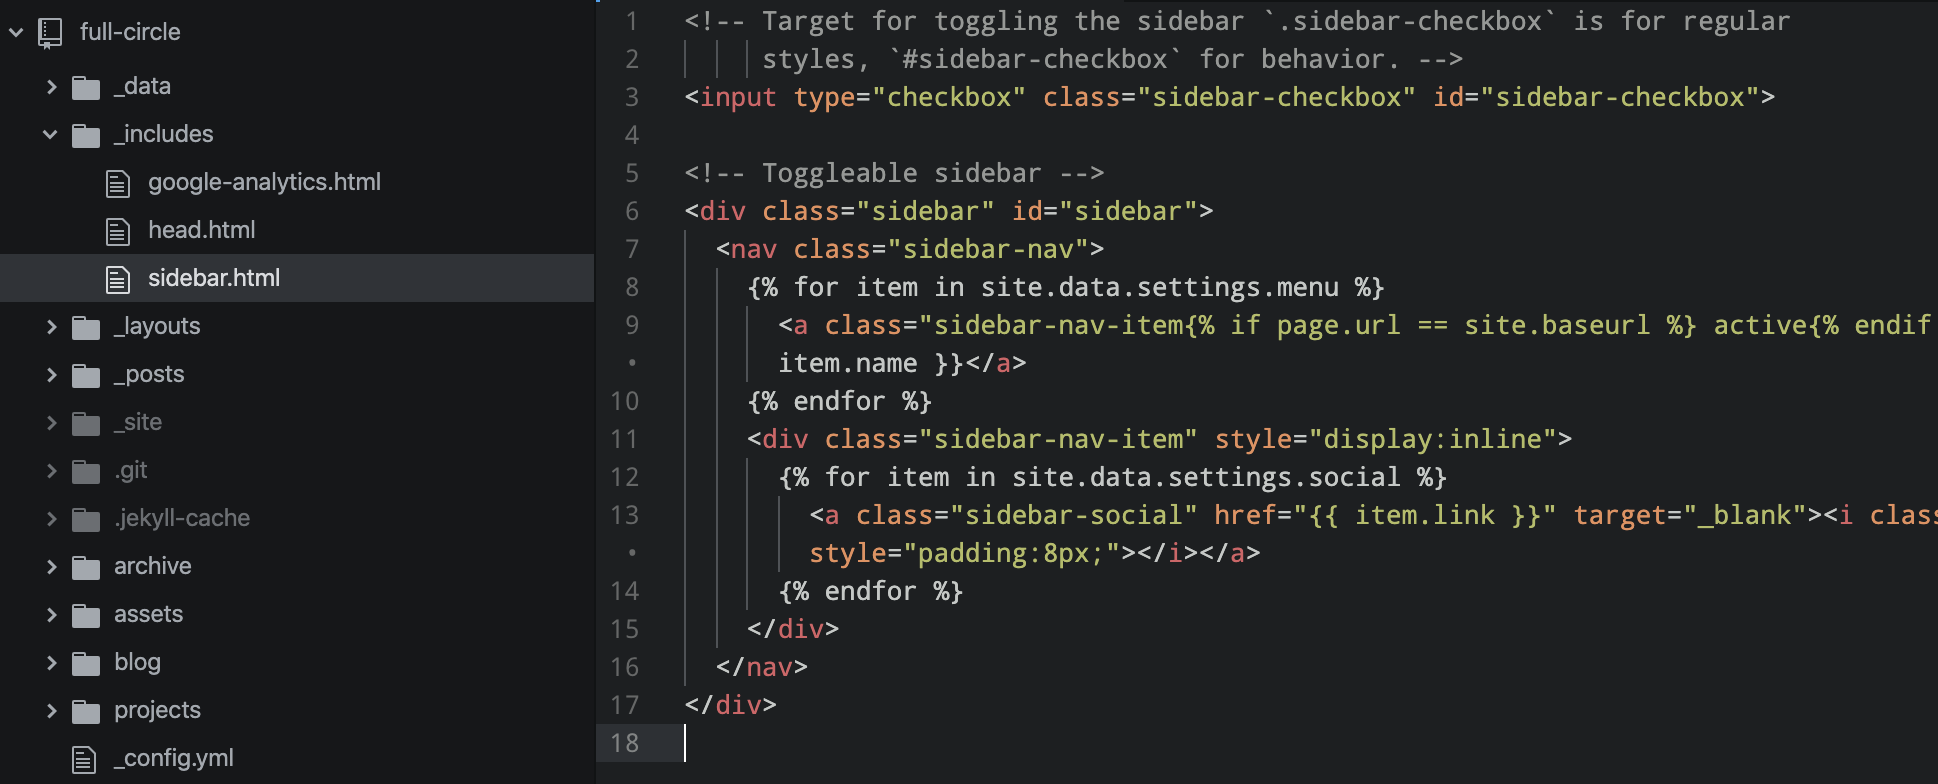 full-circle
_data
_includes
google-analytics.html
head.html
sidebar.html
_layouts
_posts
_site
.git
.jekyll-cache
archive
assets
blog
projects
_config.yml
1 <!-- Target for toggling the sidebar `.sidebar-checkbox` is for regular
2 styles, `#sidebar-checkbox` for behavior. -->
3 <input type="checkbox" class="sidebar-checkbox" id="sidebar-checkbox">
4
5 <!-- Toggleable sidebar -->
6 <div class="sidebar" id="sidebar">
7 <nav class="sidebar-nav">
8 {% for item in site.data.settings.menu %}
9 <a class="sidebar-nav-item{% if page.url == site.baseurl %} active{% endif
• item.name }}</a>
10 {% endfor %}
11 <div class="sidebar-nav-item" style="display:inline">
12 {% for item in site.data.settings.social %}
13 <a class="sidebar-social" href="{{ item.link }}" target="_blank"><i clas
• style="padding:8px;"></i></a>
14 {% endfor %}
15 </div>
16 </nav>
17 </div>
18